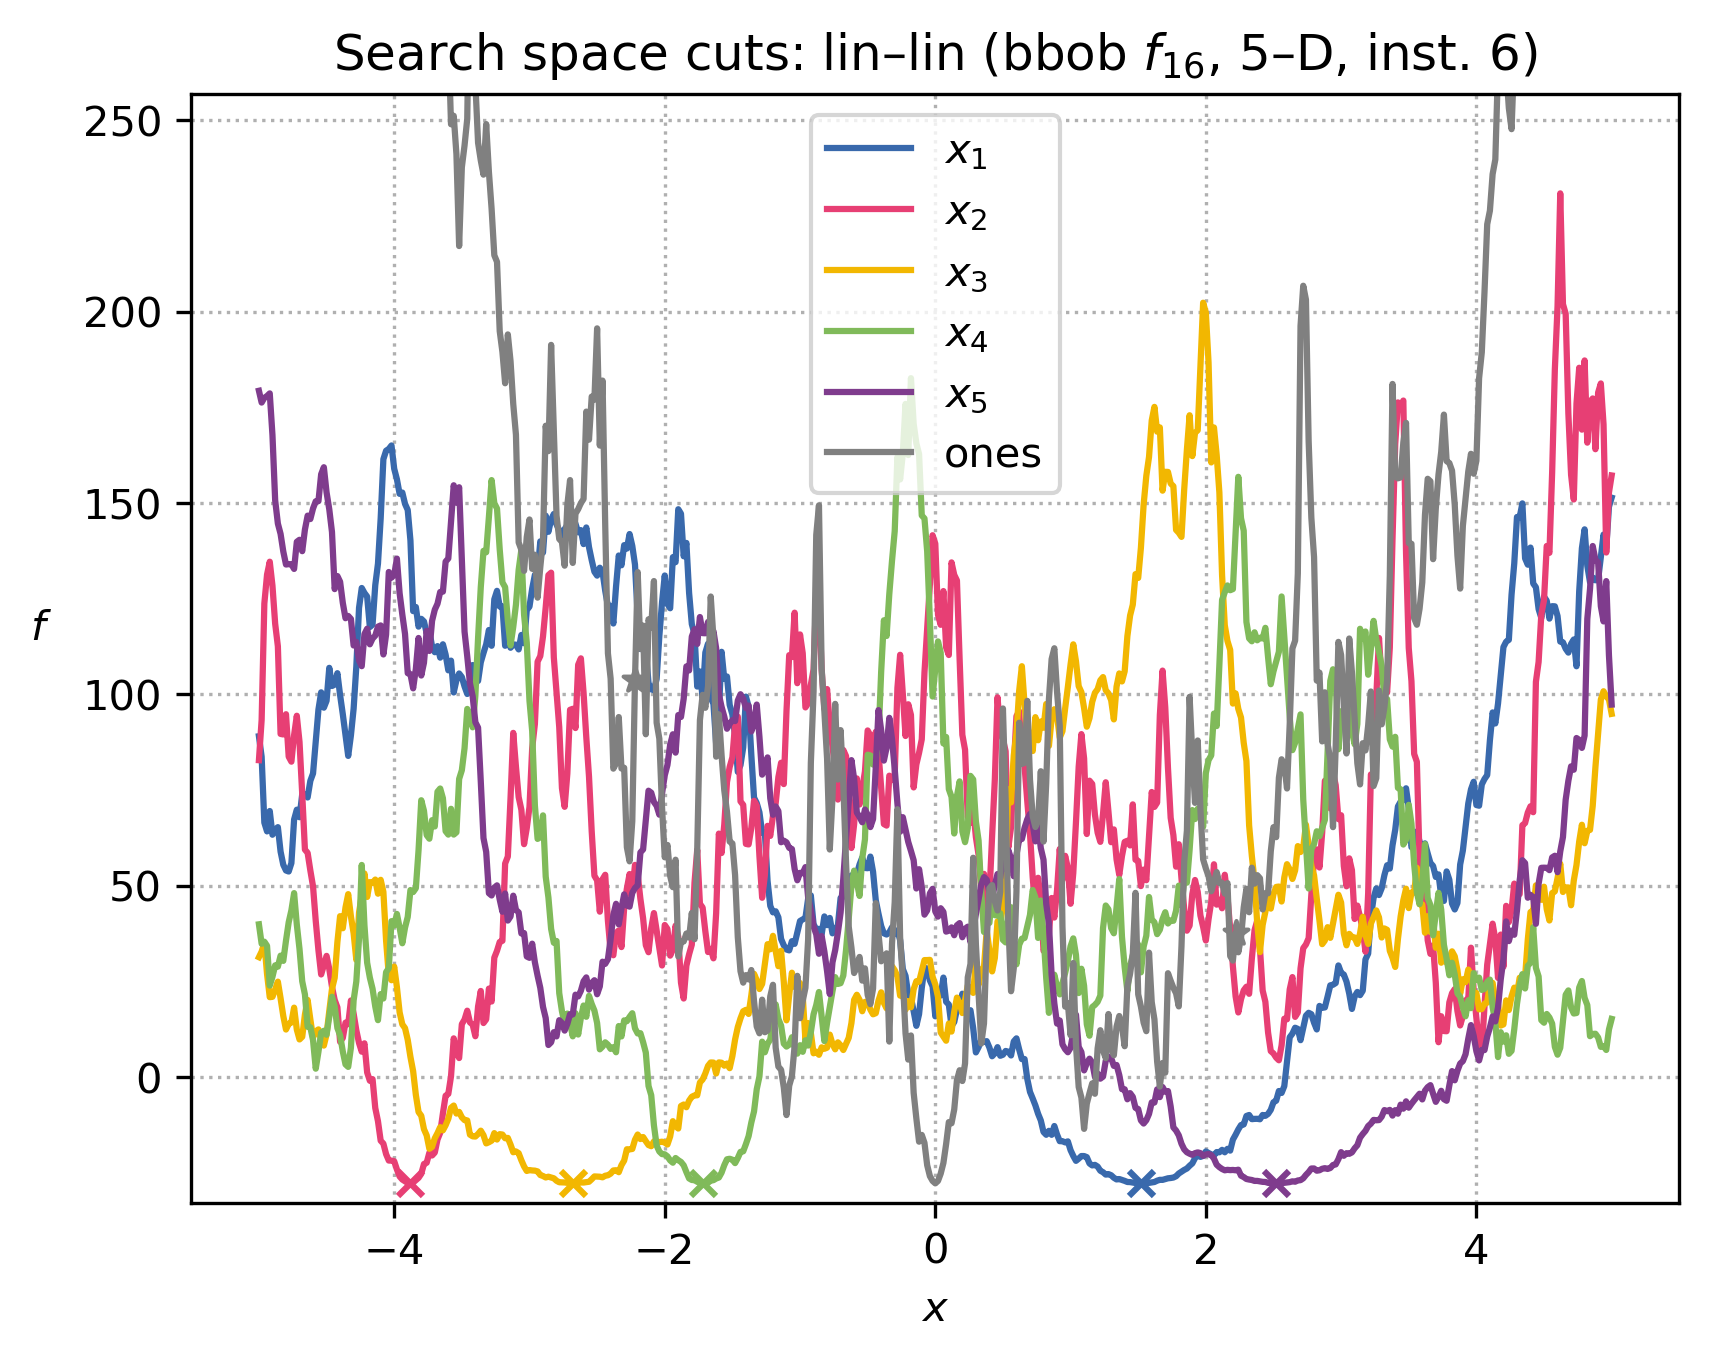 Search space cuts: lin–lin (bbob f₁₆, 5–D, inst. 6)
250
200
150
100
50
0
f
x₁
x₂
x₃
x₄
x₅
ones
−4
−2
0
2
4
x